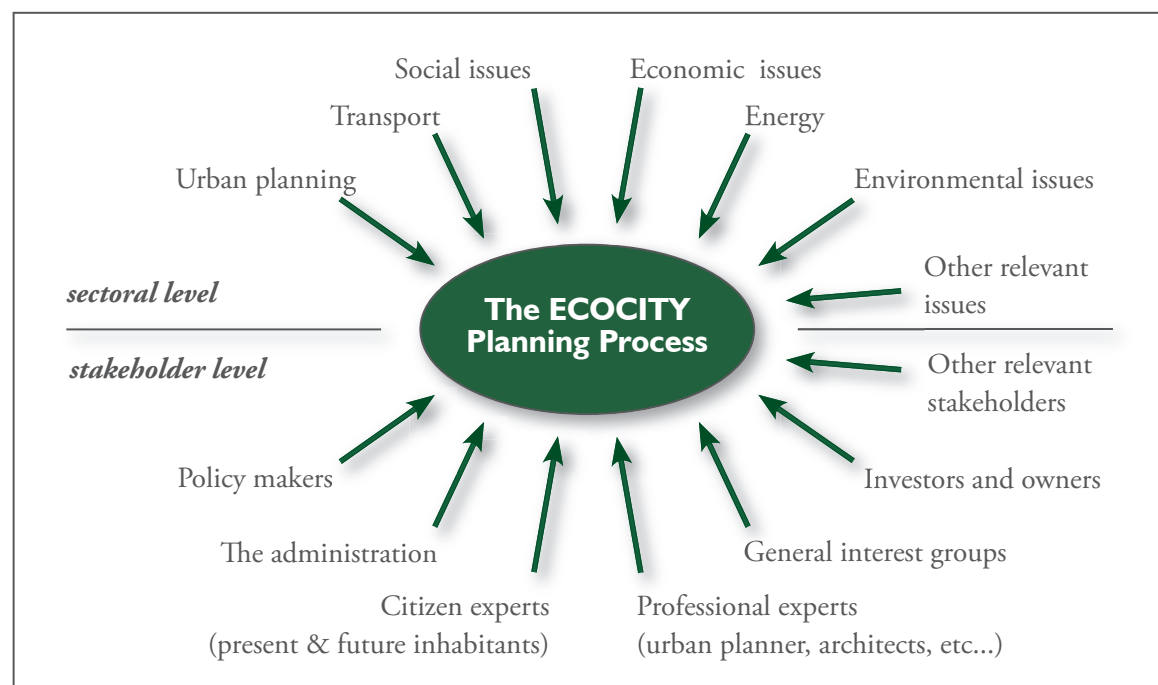 Social issues
Economic issues
Transport
Energy
Urban planning
Environmental issues
Other relevant
issues
sectoral level
The ECOCITY
Planning Process
stakeholder level
Other relevant
stakeholders
Policy makers
Investors and owners
The administration
General interest groups
Citizen experts
(present & future inhabitants)
Professional experts
(urban planner, architects, etc...)